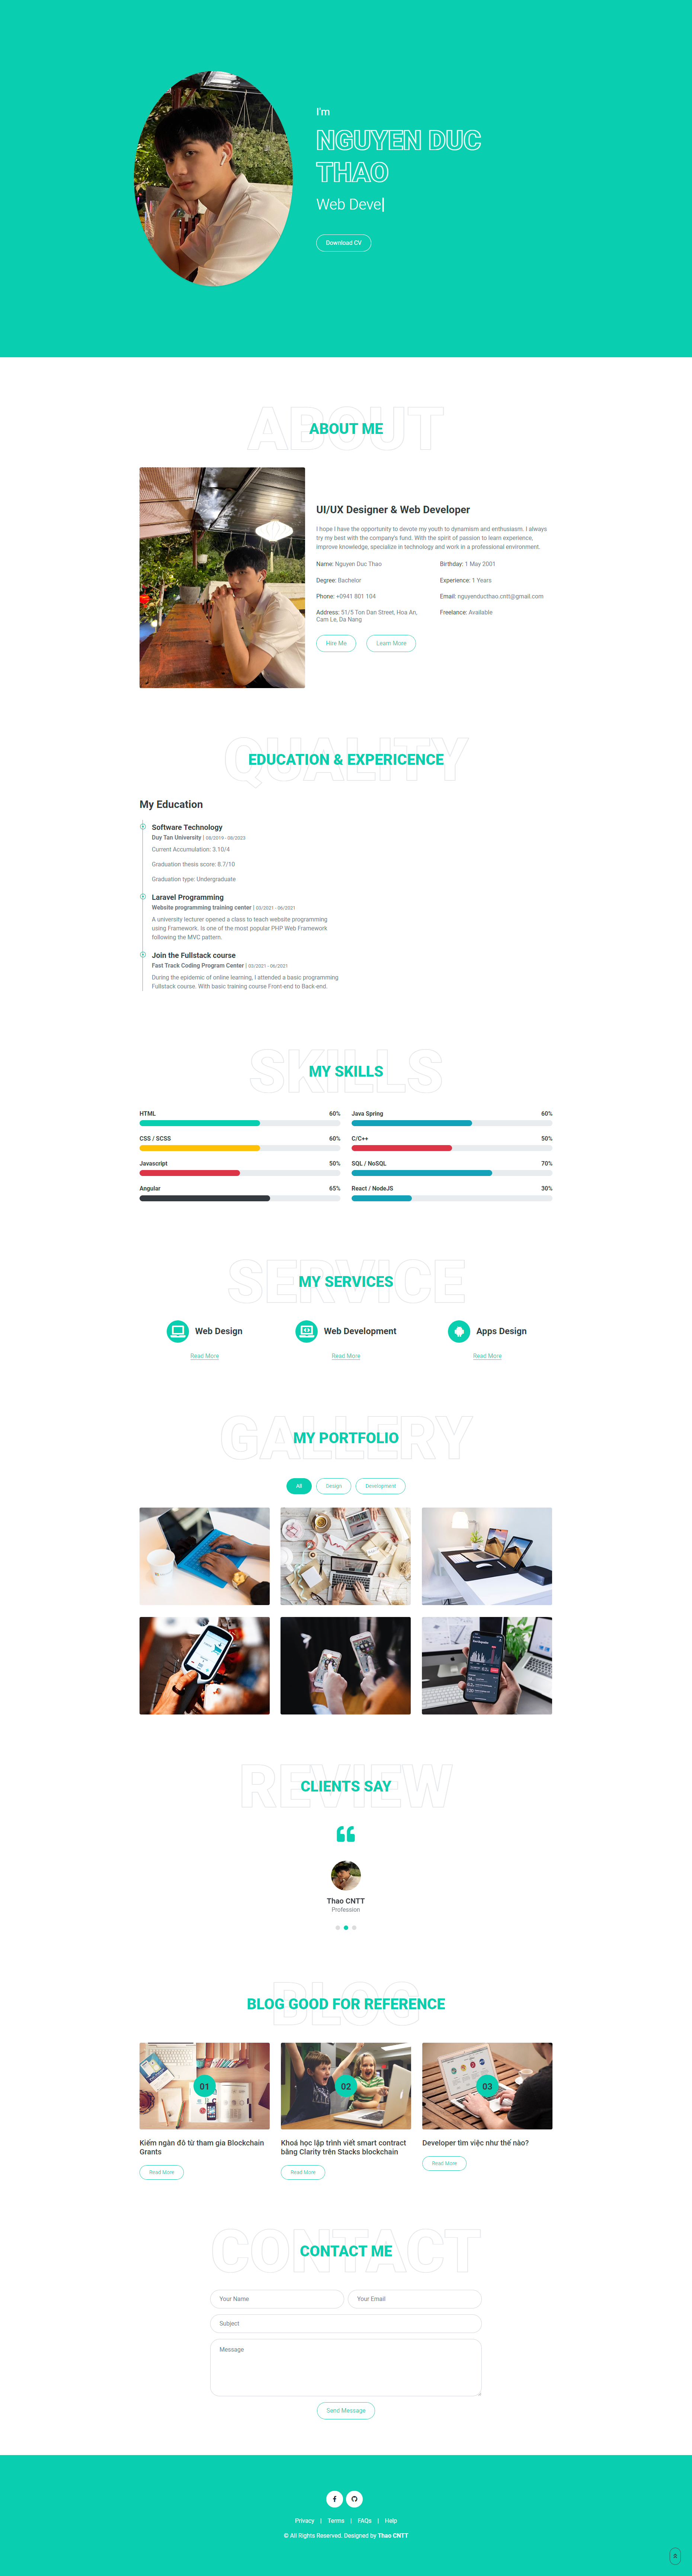 I'm
NGUYEN DUC
THAO
Web Deve|
Download CV
ABOUT
ABOUT ME
UI/UX Designer & Web Developer
I hope I have the opportunity to devote my youth to dynamism and enthusiasm. I always
try my best with the company's fund. With the spirit of passion to learn experience,
improve knowledge, specialize in technology and work in a professional environment.
Name: Nguyen Duc Thao
Birthday: 1 May 2001
Degree: Bachelor
Experience: 1 Years
Phone: +0941 801 104
Email: nguyenducthao.cntt@gmail.com
Address: 51/5 Ton Dan Street, Hoa An,
Cam Le, Da Nang
Freelance: Available
Hire Me
Learn More
QUALITY
EDUCATION & EXPERICENCE
My Education
Software Technology
Duy Tan University | 08/2019 - 08/2023
Current Accumulation: 3.10/4
Graduation thesis score: 8.7/10
Graduation type: Undergraduate
Laravel Programming
Website programming training center | 03/2021 - 06/2021
A university lecturer opened a class to teach website programming
using Framework. Is one of the most popular PHP Web Framework
following the MVC pattern.
Join the Fullstack course
Fast Track Coding Program Center | 03/2021 - 06/2021
During the epidemic of online learning, I attended a basic programming
Fullstack course. With basic training course Front-end to Back-end.
SKILLS
MY SKILLS
HTML 60%
Java Spring 60%
CSS / SCSS 60%
C/C++ 50%
Javascript 50%
SQL / NoSQL 70%
Angular 65%
React / NodeJS 30%
SERVICE
MY SERVICES
Web Design
Web Development
Apps Design
Read More
Read More
Read More
GALLERY
MY PORTFOLIO
All
Design
Development
REVIEW
CLIENTS SAY
Thao CNTT
Profession
BLOG
BLOG GOOD FOR REFERENCE
01
02
03
Kiếm ngàn đô từ tham gia Blockchain
Grants
Khoá học lập trình viết smart contract
bằng Clarity trên Stacks blockchain
Developer tìm việc như thế nào?
Read More
Read More
Read More
CONTACT
CONTACT ME
Your Name
Your Email
Subject
Message
Send Message
Privacy | Terms | FAQs | Help
© All Rights Reserved. Designed by Thao CNTT